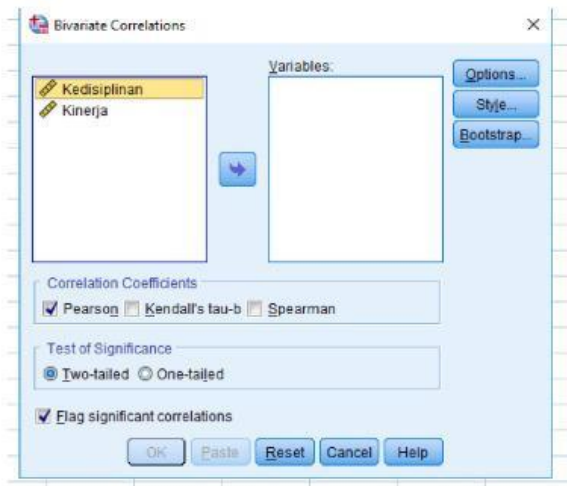 Bivariate Correlations
Variables:
Kedisiplinan
Kinerja
Options...
Style...
Bootstrap...
Correlation Coefficients
Pearson Kendall's tau-b Spearman
Test of Significance
Two-tailed One-tailed
Flag significant correlations
OK Paste Reset Cancel Help